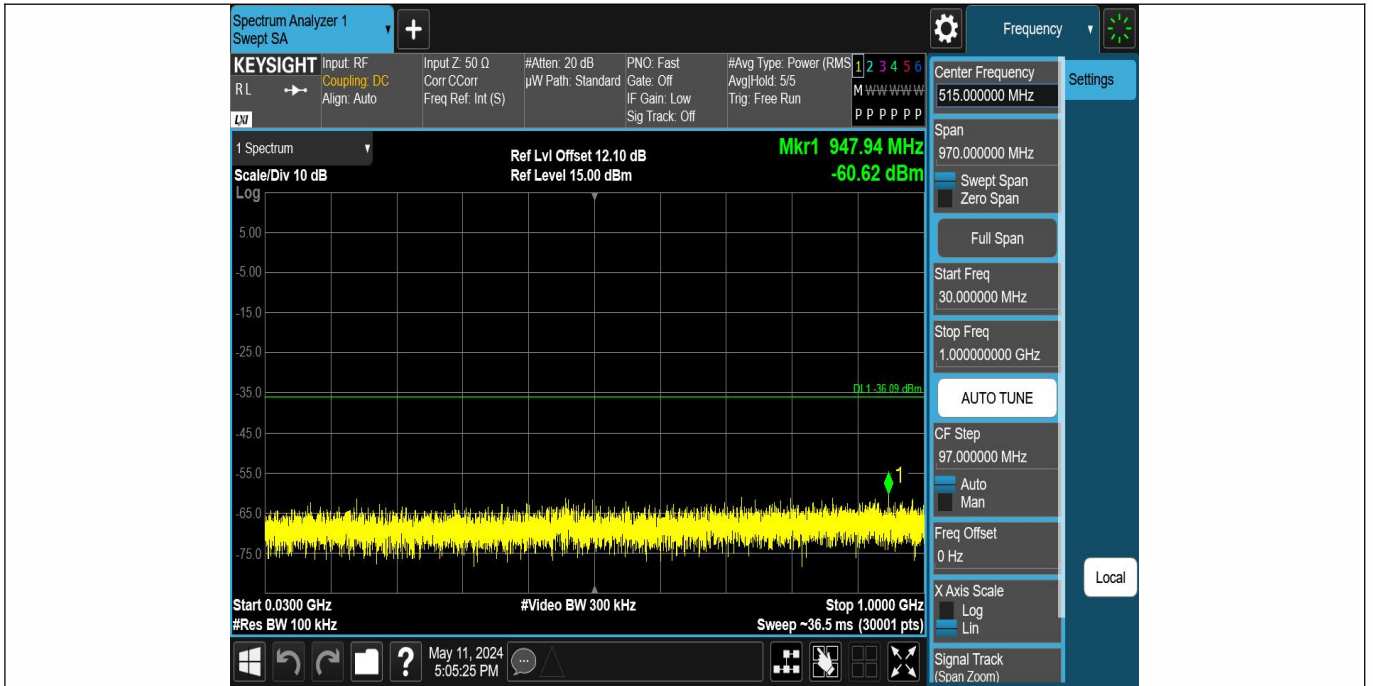 Spectrum Analyzer 1
Swept SA
+
Frequency
KEYSIGHT
R L
LXI
Input: RF
Coupling: DC
Align: Auto
Input Z: 50 Ω
Corr CCorr
Freq Ref: Int (S)
#Atten: 20 dB
µW Path: Standard
PNO: Fast
Gate: Off
IF Gain: Low
Sig Track: Off
#Avg Type: Power (RMS
Avg|Hold: 5/5
Trig: Free Run
1 2 3 4 5 6
M W W W W W
P P P P P P
1 Spectrum
Scale/Div 10 dB
Ref Lvl Offset 12.10 dB
Ref Level 15.00 dBm
Mkr1 947.94 MHz
-60.62 dBm
Log
5.00
-5.00
-15.0
-25.0
-35.0
-45.0
-55.0
-65.0
-75.0
DL1 -36.09 dBm
1
Start 0.0300 GHz
#Res BW 100 kHz
#Video BW 300 kHz
Stop 1.0000 GHz
Sweep ~36.5 ms (30001 pts)
Center Frequency
515.000000 MHz
Span
970.000000 MHz
Swept Span
Zero Span
Full Span
Start Freq
30.000000 MHz
Stop Freq
1.000000000 GHz
AUTO TUNE
CF Step
97.000000 MHz
Auto
Man
Freq Offset
0 Hz
X Axis Scale
Log
Lin
Signal Track
(Span Zoom)
Settings
Local
?
May 11, 2024
5:05:25 PM